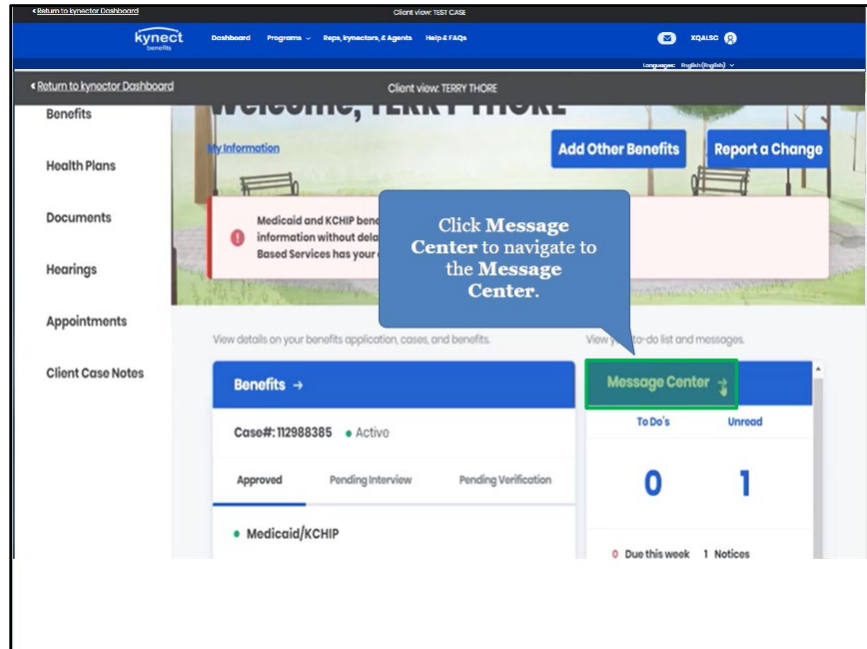 Return to kynector Dashboard
Client view: TEST CASE
kynect
benefits
Dashboard Programs Reps, kynectors, & Agents Help & FAQs
XQALSG
Languages: English (English)
Return to kynector Dashboard
Client view: TERRY THORE
Benefits
Health Plans
Documents
Hearings
Appointments
Client Case Notes
Welcome, TERRY THORE
My Information
Add Other Benefits
Report a Change
Medicaid and KCHIP
information without
Based Services has your
Click Message
Center to navigate to
the Message
Center.
View details on your benefits application, cases, and benefits.
View to-do list and messages.
Benefits →
Case#: 112988385 Active
Approved Pending Interview Pending Verification
Medicaid/KCHIP
Message Center →
To Do's Unread
0 1
0 Due this week 1 Notices